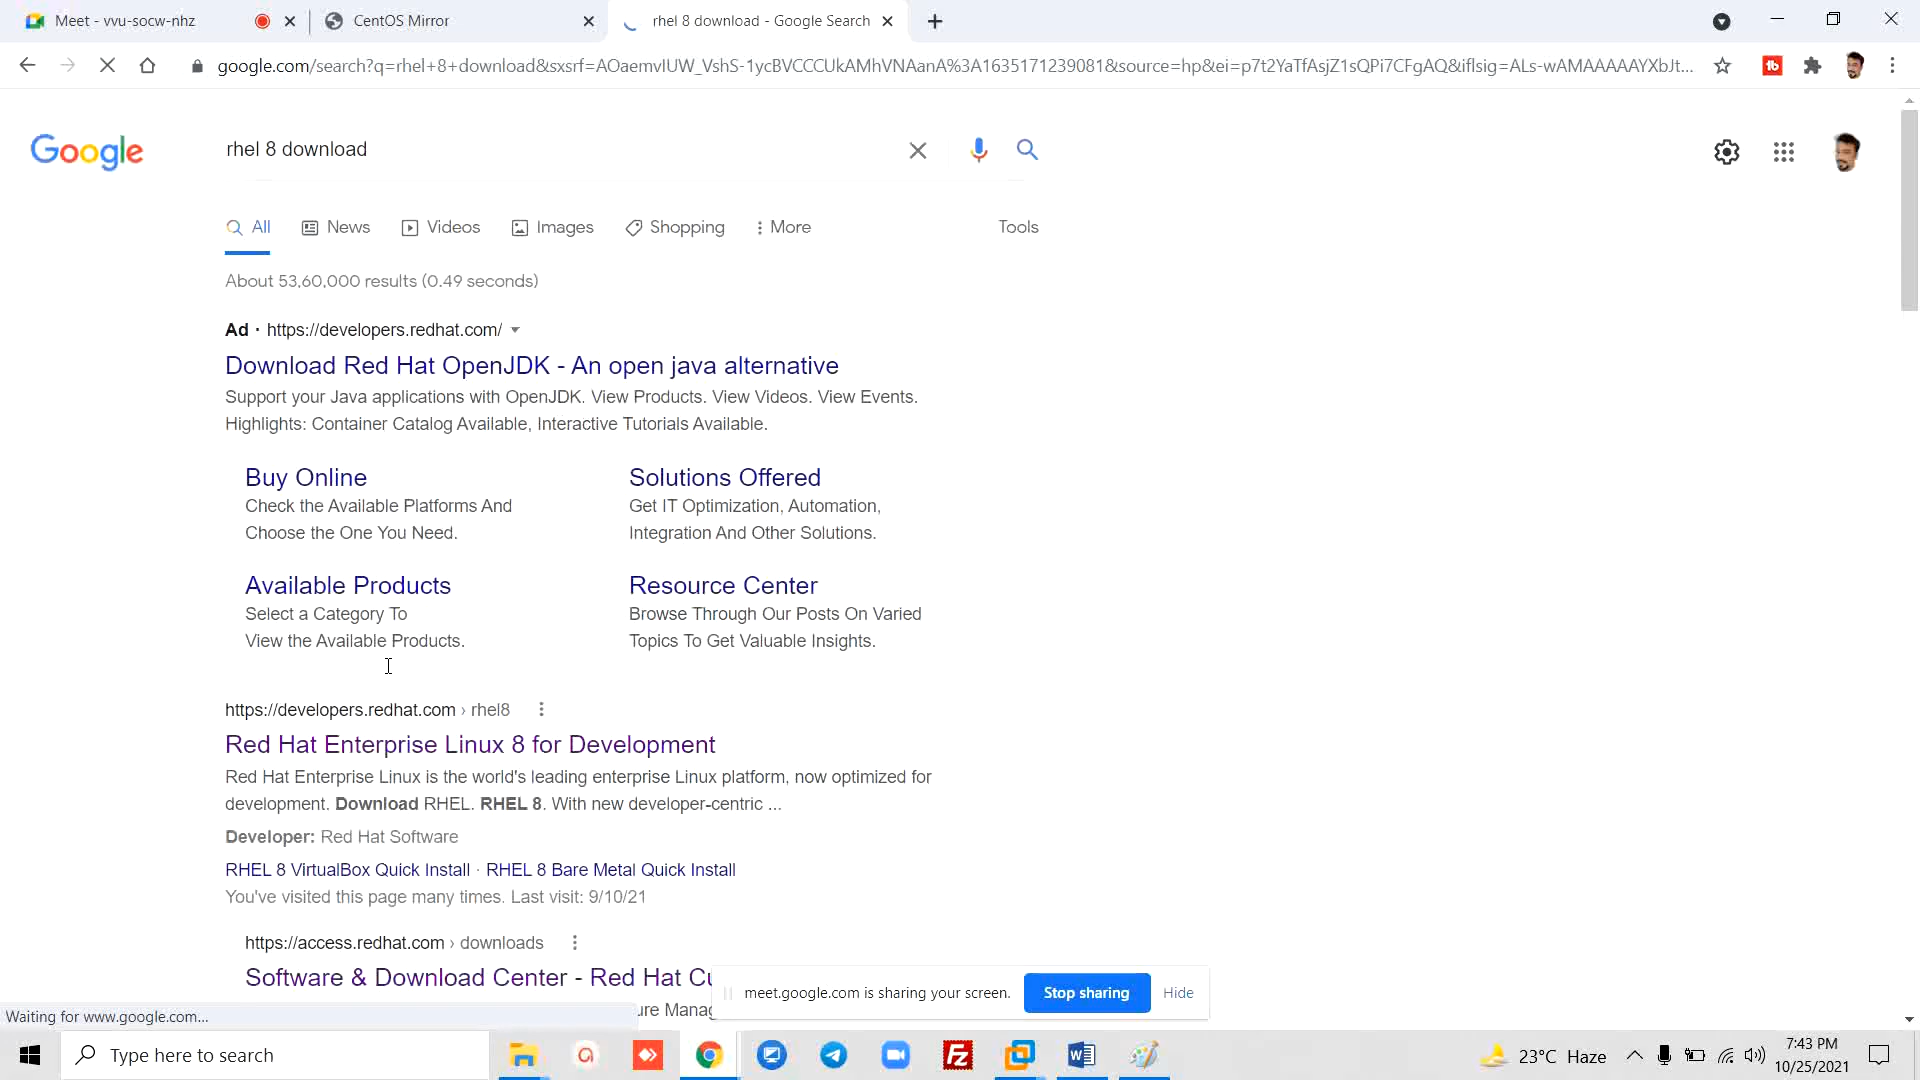 Meet - vvu-socw-nhz
CentOS Mirror
rhel 8 download - Google Search
google.com/search?q=rhel+8+download&sxsrf=AOaemvIUW_VshS-1ycBVCCCUkAMhVNAanA%3A1635171239081&source=hp&ei=p7t2YaTfAsjZ1sQPi7CFgAQ&iflsig=ALs-wAMAAAAAYXbJt...
Google
rhel 8 download
All News Videos Images Shopping More Tools
About 53,60,000 results (0.49 seconds)
Ad · https://developers.redhat.com/
Download Red Hat OpenJDK - An open java alternative
Support your Java applications with OpenJDK. View Products. View Videos. View Events.
Highlights: Container Catalog Available, Interactive Tutorials Available.
Buy Online
Check the Available Platforms And
Choose the One You Need.
Solutions Offered
Get IT Optimization, Automation,
Integration And Other Solutions.
Available Products
Select a Category To
View the Available Products.
Resource Center
Browse Through Our Posts On Varied
Topics To Get Valuable Insights.
https://developers.redhat.com › rhel8
Red Hat Enterprise Linux 8 for Development
Red Hat Enterprise Linux is the world's leading enterprise Linux platform, now optimized for
development. Download RHEL. RHEL 8. With new developer-centric ...
Developer: Red Hat Software
RHEL 8 VirtualBox Quick Install · RHEL 8 Bare Metal Quick Install
You've visited this page many times. Last visit: 9/10/21
https://access.redhat.com › downloads
Software & Download Center - Red Hat Cu
ure Manag
meet.google.com is sharing your screen.
Stop sharing
Hide
Waiting for www.google.com...
Type here to search
23°C Haze
7:43 PM
10/25/2021